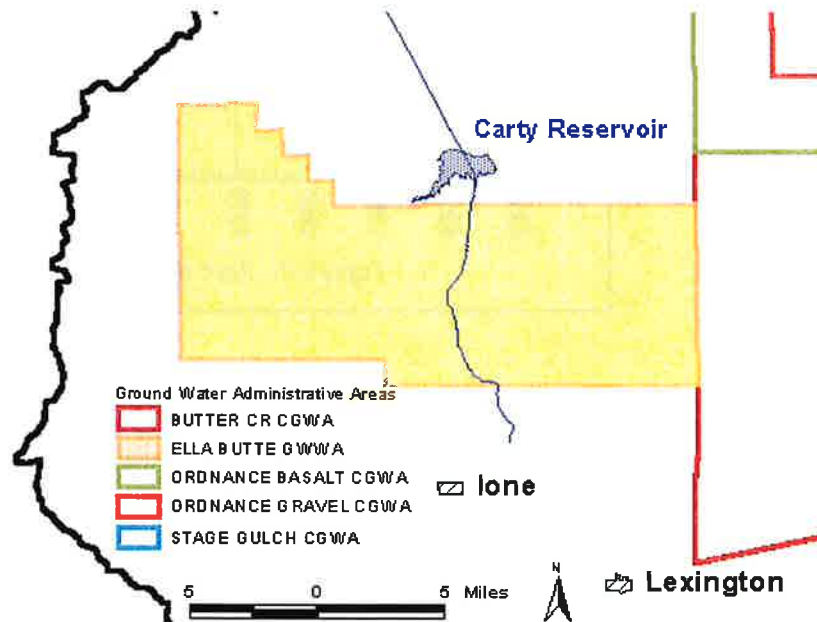 Carty Reservoir
Ground Water Administrative Areas
BUTTER CR CGWA
ELLA BUTTE GWWA
ORDNANCE BASALT CGWA
ORDNANCE GRAVEL CGWA
STAGE GULCH CGWA
Ione
Lexington
5 0 5 Miles
N